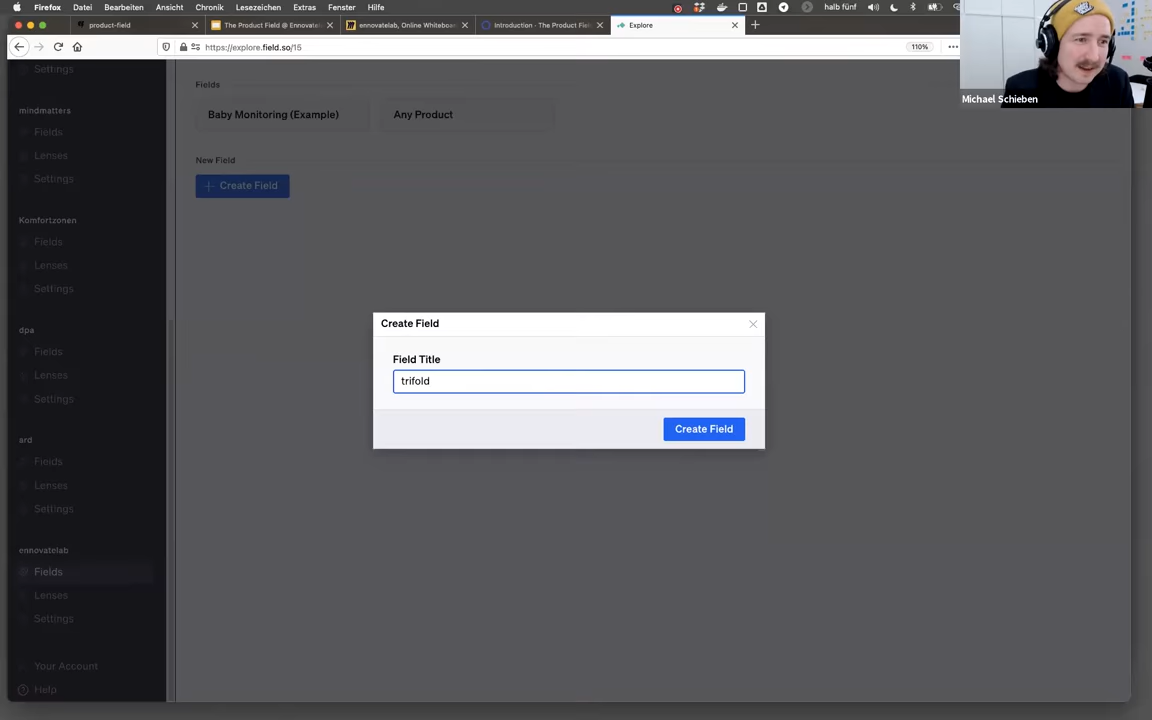 Firefox Datei Bearbeiten Ansicht Chronik Lesezeichen Extras Fenster Hilfe halb fünf
product-field
The Product Field @ Ennovatel
ennovatelab, Online Whiteboard
Introduction - The Product Fiel
Explore
https://explore.field.so/15
110%
Michael Schieben
Settings
mindmatters
Fields
Lenses
Settings
Komfortzonen
Fields
Lenses
Settings
dpa
Fields
Lenses
Settings
ard
Fields
Lenses
Settings
ennovatelab
Fields
Lenses
Settings
Your Account
Help
Fields
Baby Monitoring (Example) Any Product
New Field
Create Field
Create Field
Field Title
trifold
Create Field